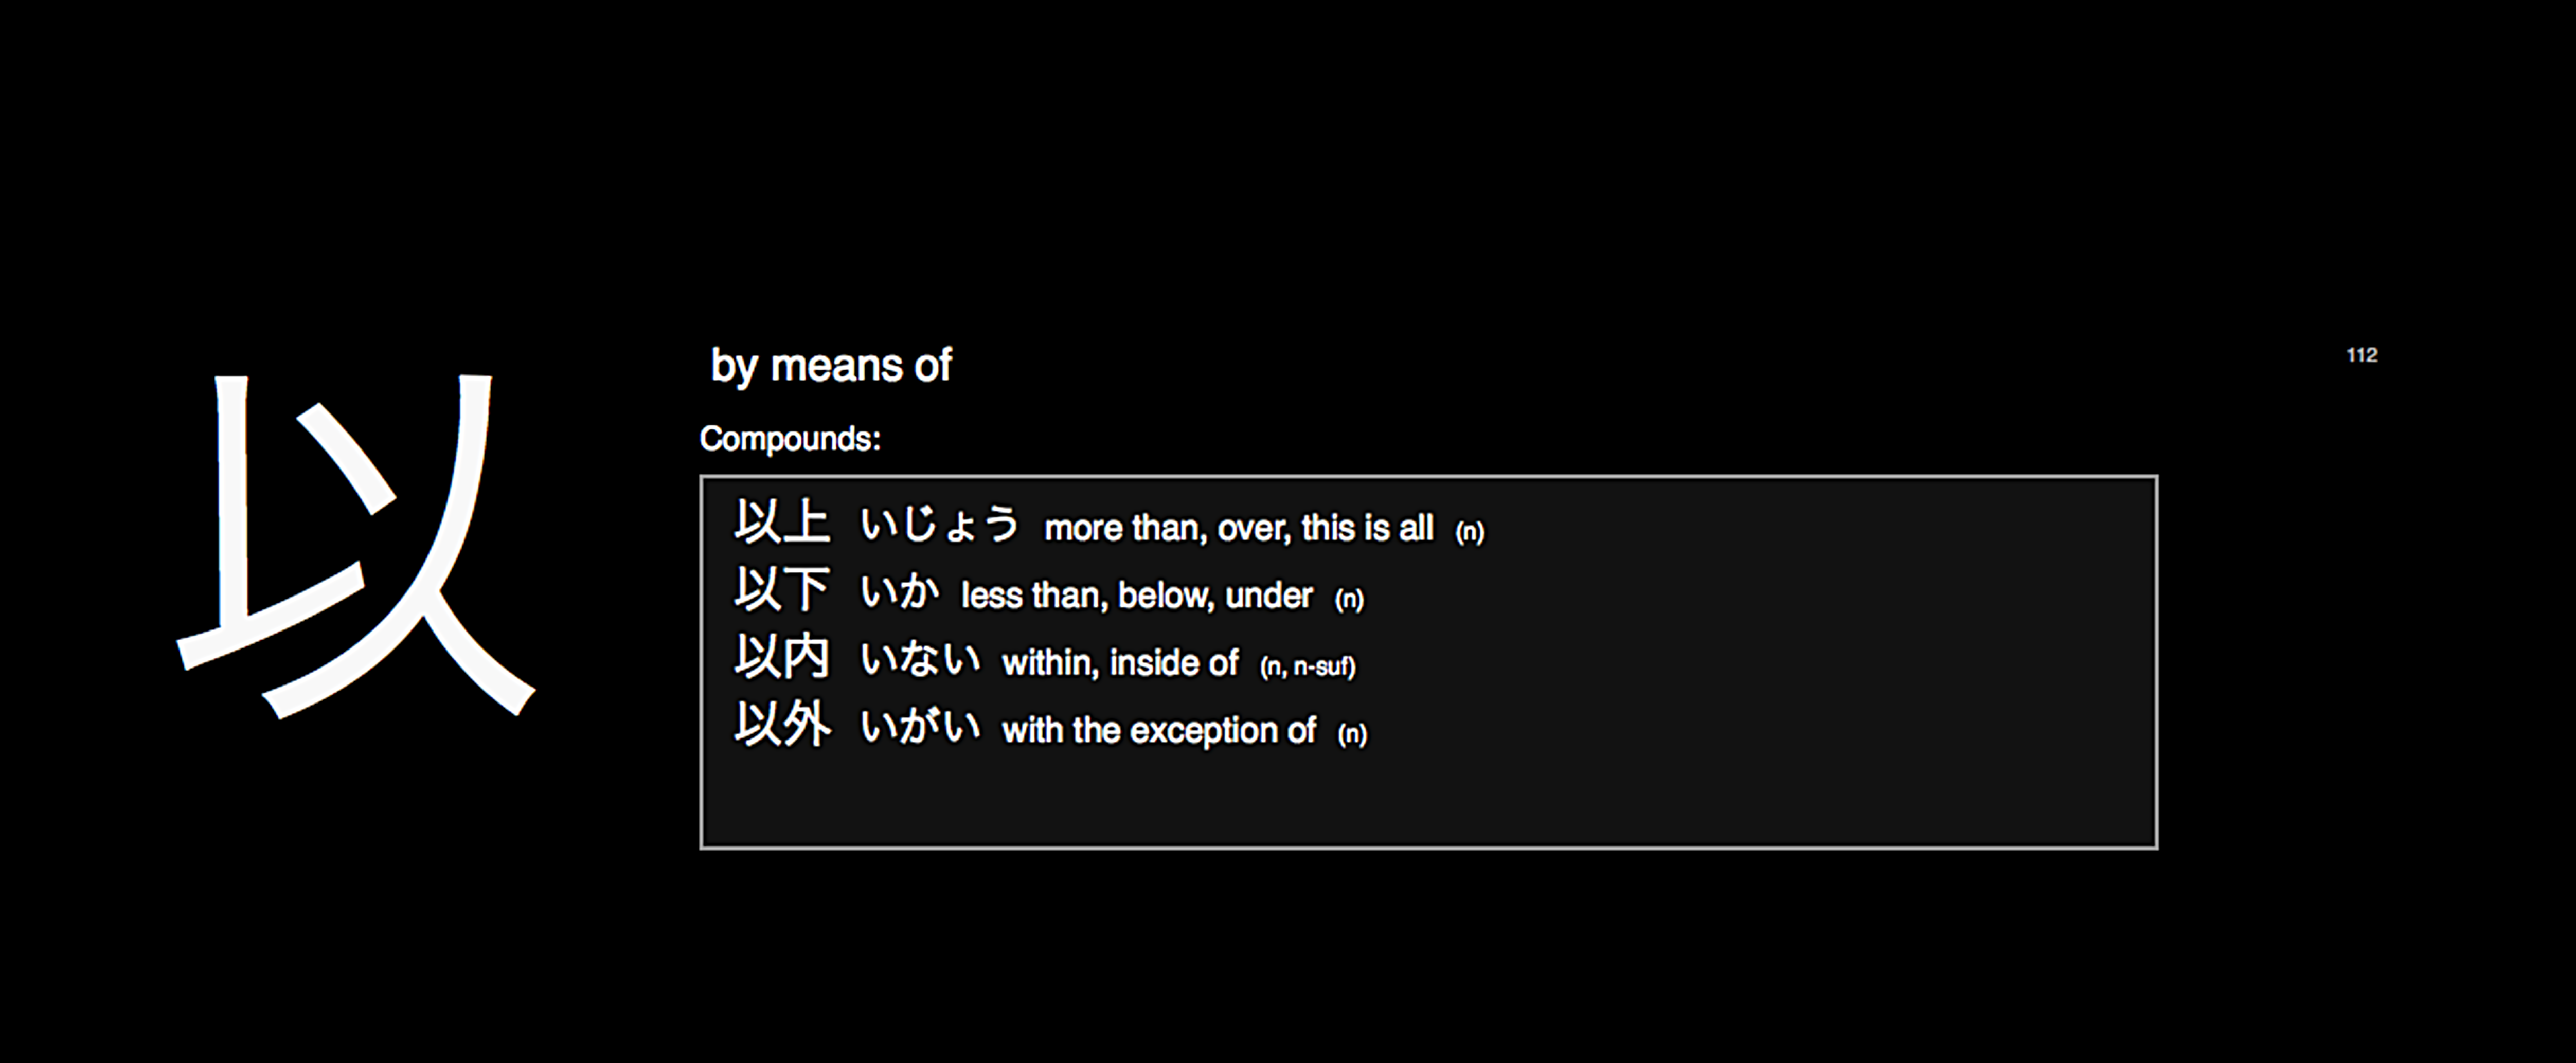 以
by means of
112
Compounds:
以上 いじょう more than, over, this is all (n)
以下 いか less than, below, under (n)
以内 いない within, inside of (n, n-suf)
以外 いがい with the exception of (n)